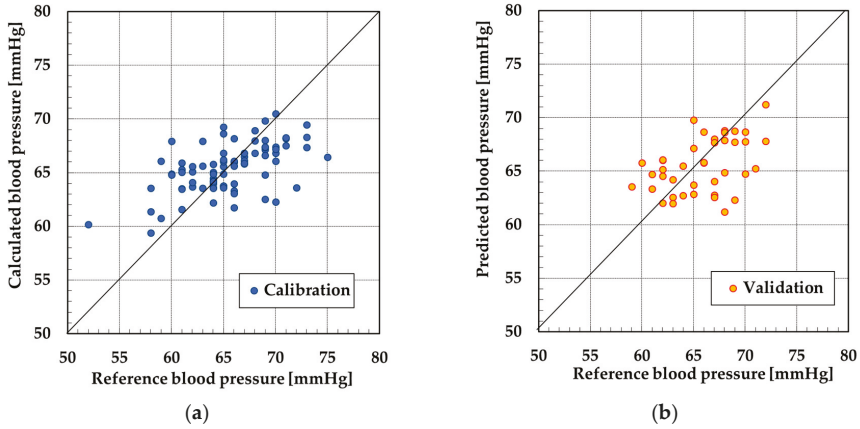 80
75
70
65
60
55
50
Calculated blood pressure [mmHg]
Calibration
50 55 60 65 70 75 80
Reference blood pressure [mmHg]
(a)
80
75
70
65
60
55
50
Predicted blood pressure [mmHg]
Validation
50 55 60 65 70 75 80
Reference blood pressure [mmHg]
(b)